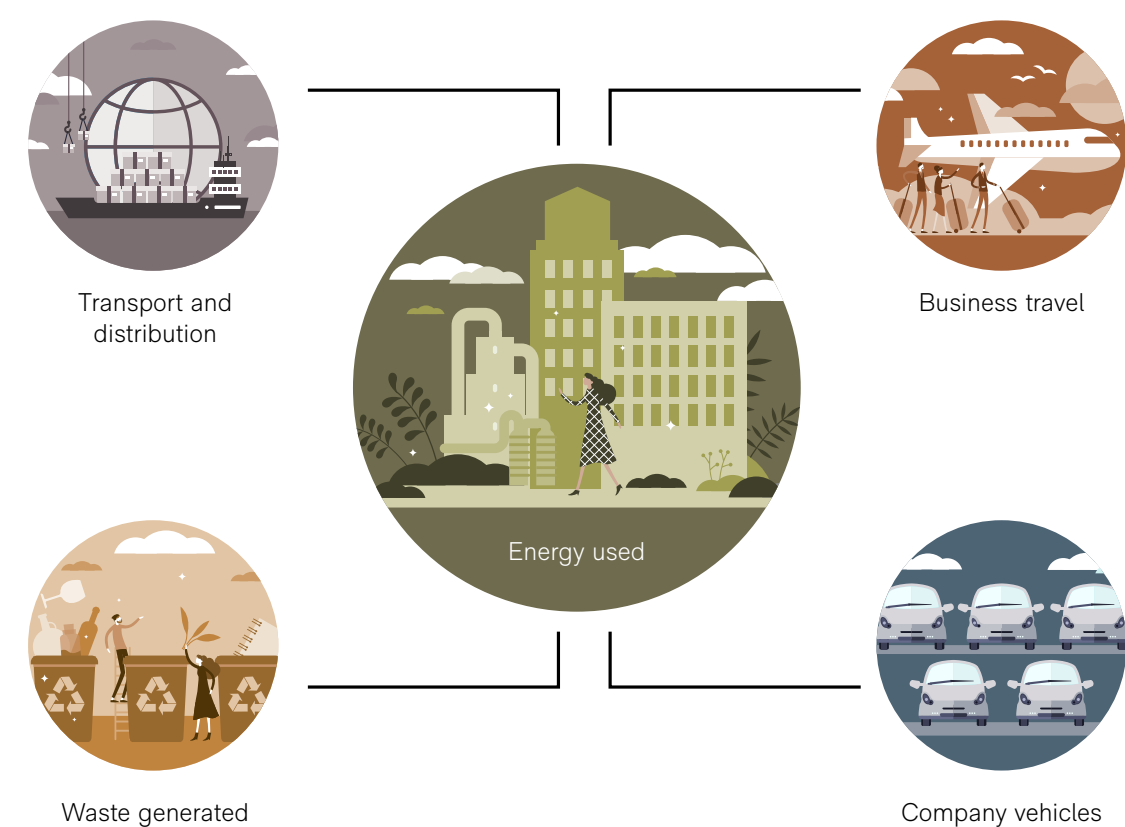 Transport and
distribution
Business travel
Energy used
Waste generated
Company vehicles